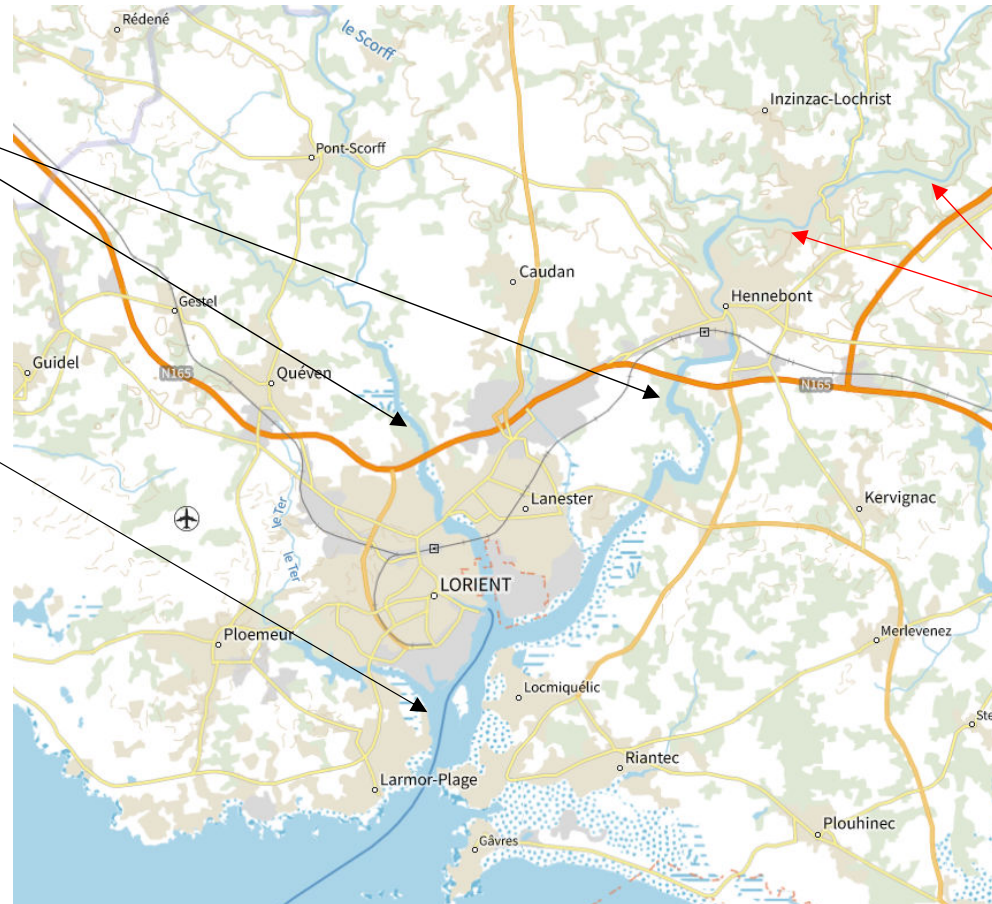 Rédené
le Scorff
Inzinzac-Lochrist
Pont-Scorff
Caudan
Gestel
Hennebont
Guidel
N165
Quéven
N165
Lanester
Kervignac
le Ter
le Ter
LORIENT
Ploemeur
Merlevenez
Locmiquélic
Ste
Riantec
Larmor-Plage
Plouhinec
Gâvres